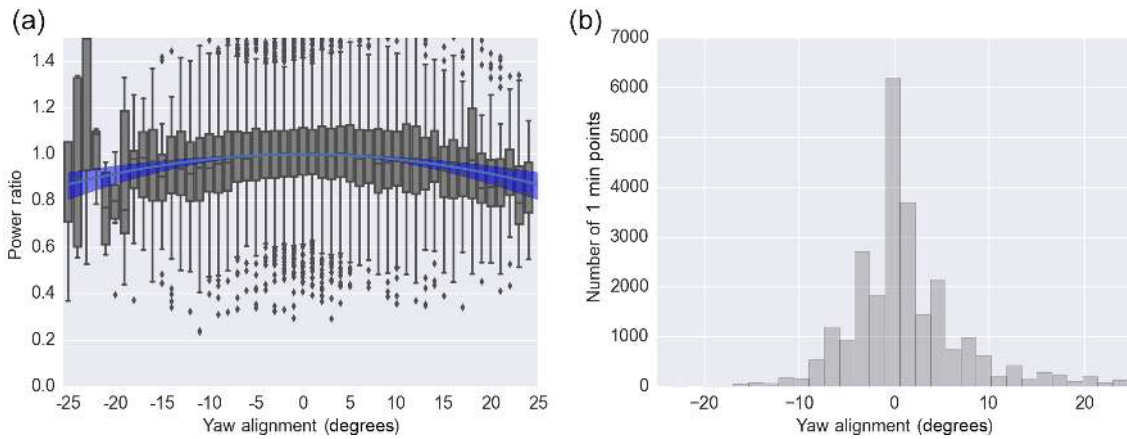 (a)
1.4
1.2
1.0
0.8
0.6
0.4
0.2
0.0
Power ratio
-25 -20 -15 -10 -5 0 5 10 15 20 25
Yaw alignment (degrees)
(b)
7000
6000
5000
4000
3000
2000
1000
0
Number of 1 min points
−20 −10 0 10 20
Yaw alignment (degrees)